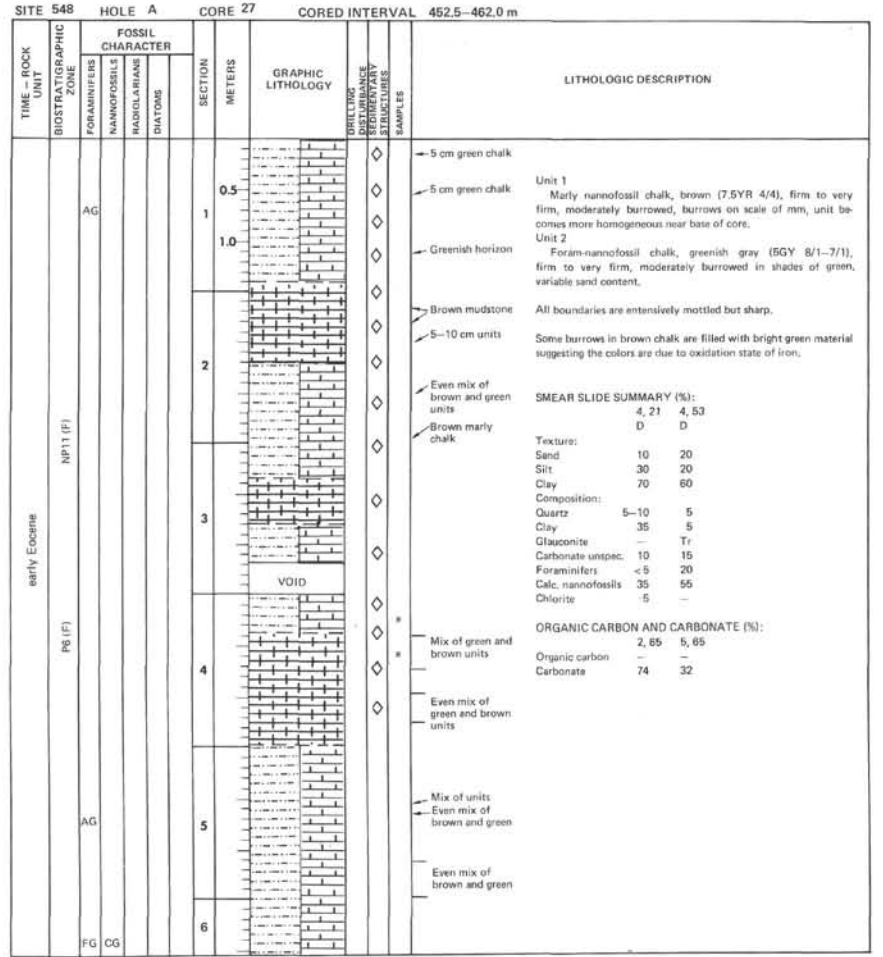 SITE 548 HOLE A CORE 27 CORED INTERVAL 452.5–462.0 m
TIME – ROCK UNIT
BIOSTRATIGRAPHIC ZONE
FOSSIL CHARACTER
FORAMINIFERS
NANNOFOSSILS
RADIOLARIANS
DIATOMS
SECTION
METERS
GRAPHIC LITHOLOGY
DRILLING DISTURBANCE
SEDIMENTARY STRUCTURES
SAMPLES
LITHOLOGIC DESCRIPTION
early Eocene
NP11 (F)
P6 (F)
AG
AG
FG CG
1
0.5
1.0
2
3
VOID
4
5
6
5 cm green chalk
5 cm green chalk
Greenish horizon
Brown mudstone
5–10 cm units
Even mix of
brown and green
units
Brown marly
chalk
*
*
Mix of green and
brown units
Even mix of
green and brown
units
Mix of units
Even mix of
brown and green
Even mix of
brown and green
Unit 1
Marly nannofossil chalk, brown (7.5YR 4/4), firm to very
firm, moderately burrowed, burrows on scale of mm, unit be-
comes more homogeneous near base of core.
Unit 2
Foram-nannofossil chalk, greenish gray (5GY 8/1–7/1),
firm to very firm, moderately burrowed in shades of green,
variable sand content.
All boundaries are entensively mottled but sharp.
Some burrows in brown chalk are filled with bright green material
suggesting the colors are due to oxidation state of iron.
SMEAR SLIDE SUMMARY (%):
4, 21 4, 53
D D
Texture:
Sand 10 20
Silt 30 20
Clay 70 60
Composition:
Quartz 5–10 5
Clay 35 5
Glauconite – Tr
Carbonate unspec. 10 15
Foraminifers <5 20
Calc. nannofossils 35 55
Chlorite 5 –
ORGANIC CARBON AND CARBONATE (%):
2, 65 5, 65
Organic carbon – –
Carbonate 74 32